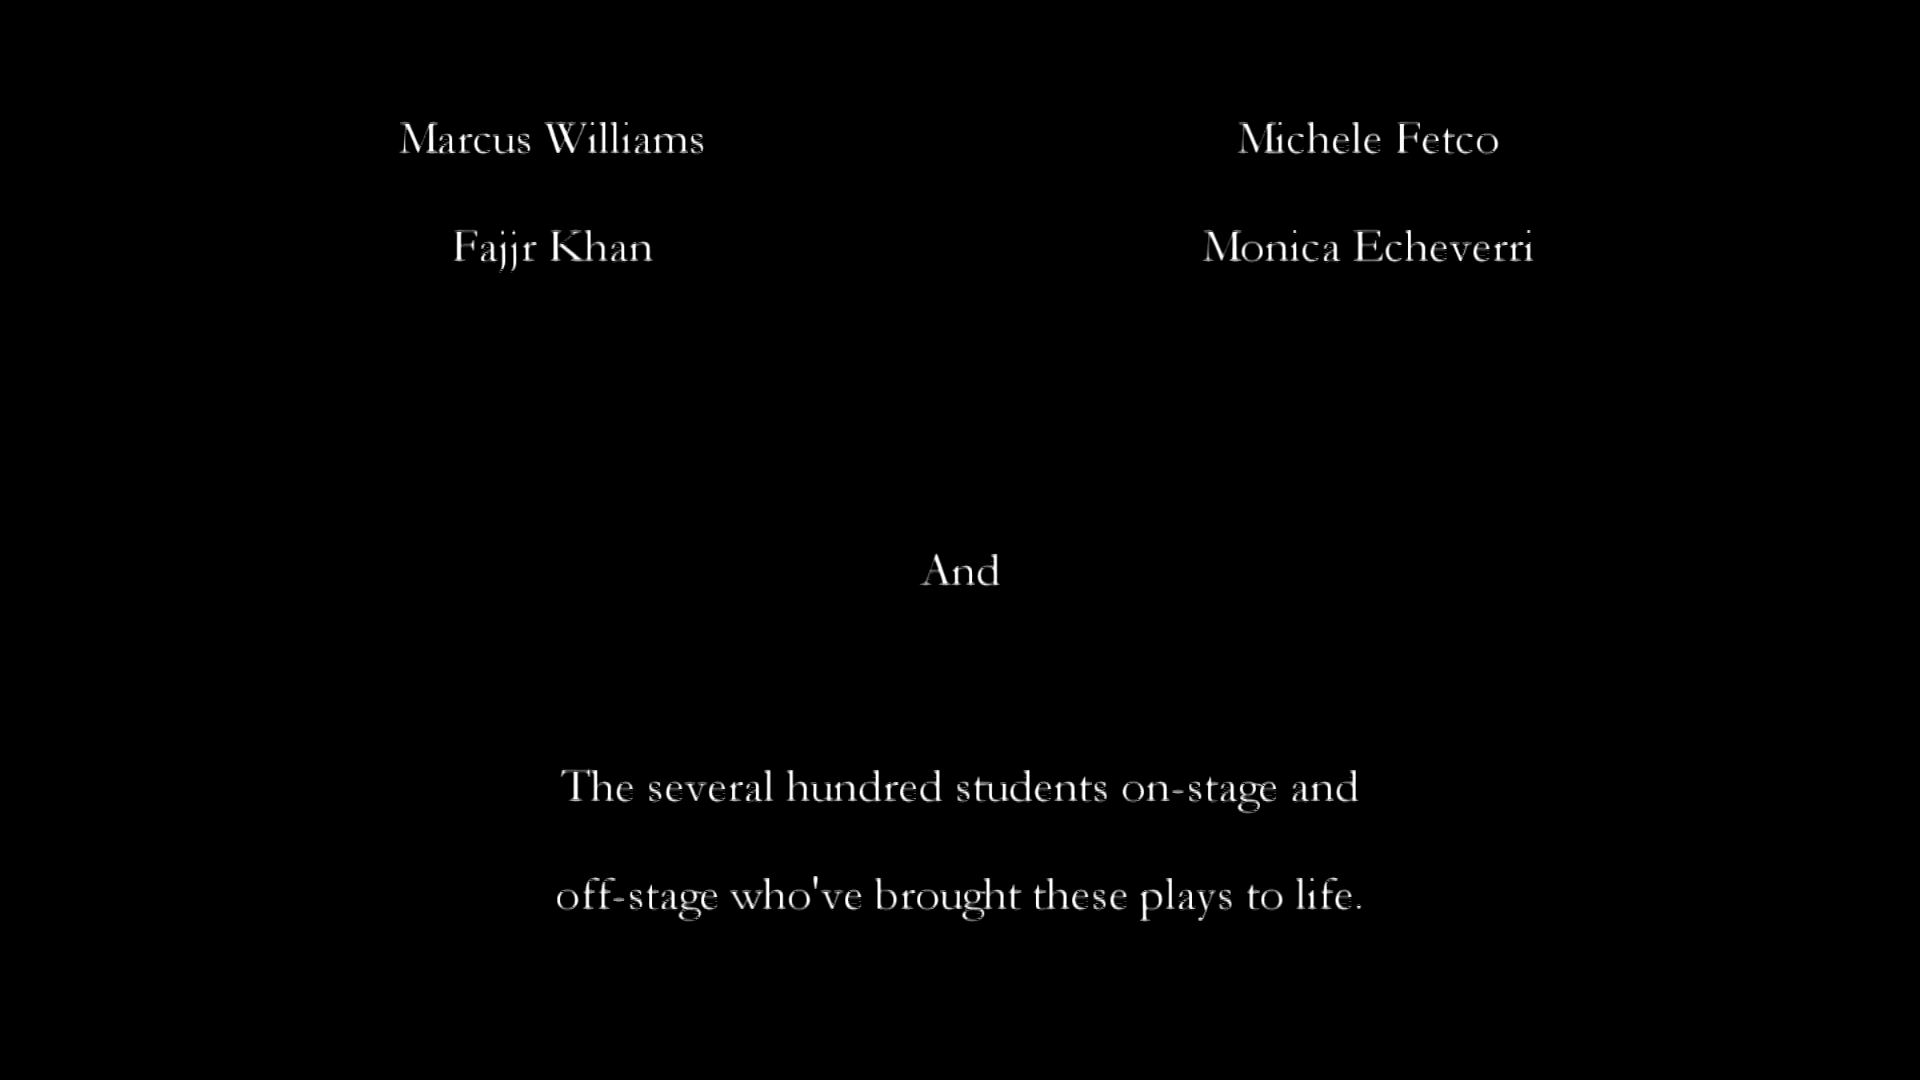 Marcus Williams
Michele Fetco
Fajjr Khan
Monica Echeverri
And
The several hundred students on-stage and
off-stage who've brought these plays to life.